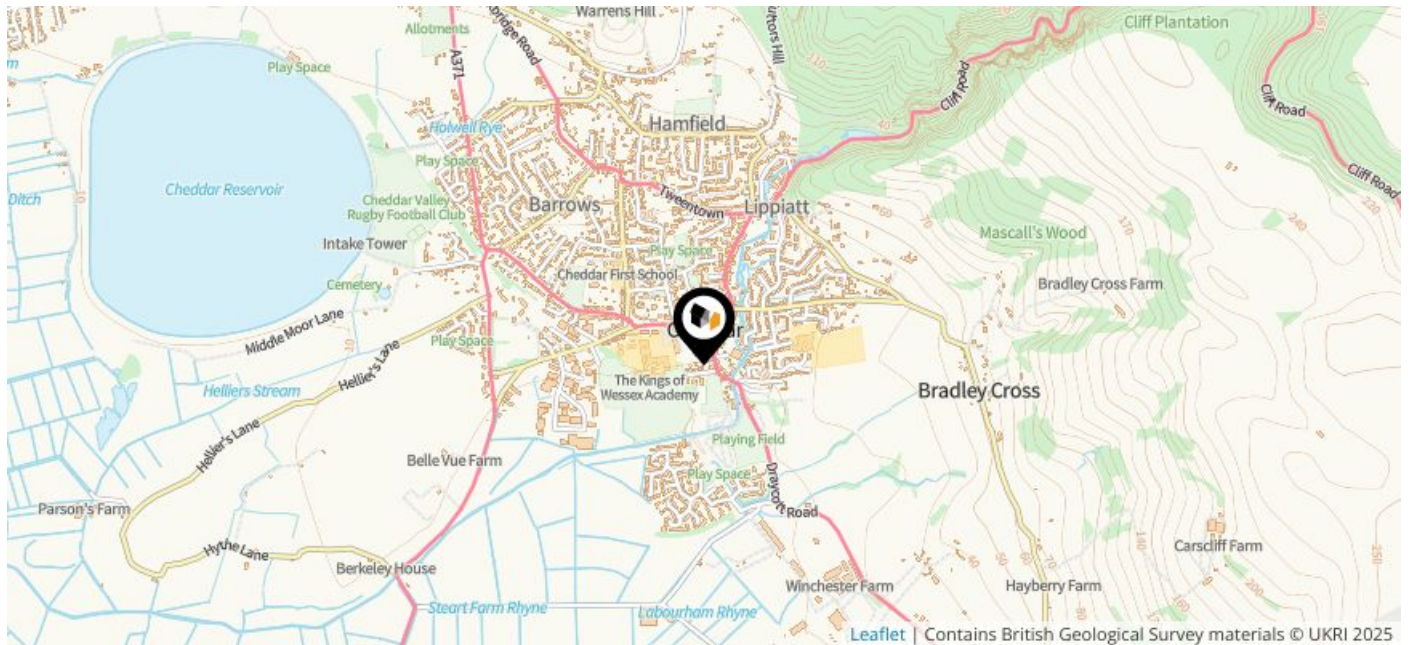 Warrens Hill
Cliff Plantation
Allotments
A371
Play Space
Cliff Road
Cliff Road
Holwell Rye
Hamfield
Play Space
Cliff Road
Cheddar Reservoir
Ditch
Cheddar Valley
Rugby Football Club
Barrows
Tweentown
Lippiatt
Mascall's Wood
Intake Tower
Play Space
Cheddar First School
Cemetery
Bradley Cross Farm
Middle Moor Lane
Play Space
Hellier's Lane
The Kings of
Wessex Academy
Bradley Cross
Helliers Stream
Hellier's Lane
Playing Field
Belle Vue Farm
Play Space
Draycott Road
Parson's Farm
Hythe Lane
Carscliff Farm
Berkeley House
Winchester Farm
Hayberry Farm
Steart Farm Rhyne
Labourham Rhyne
Leaflet | Contains British Geological Survey materials © UKRI 2025